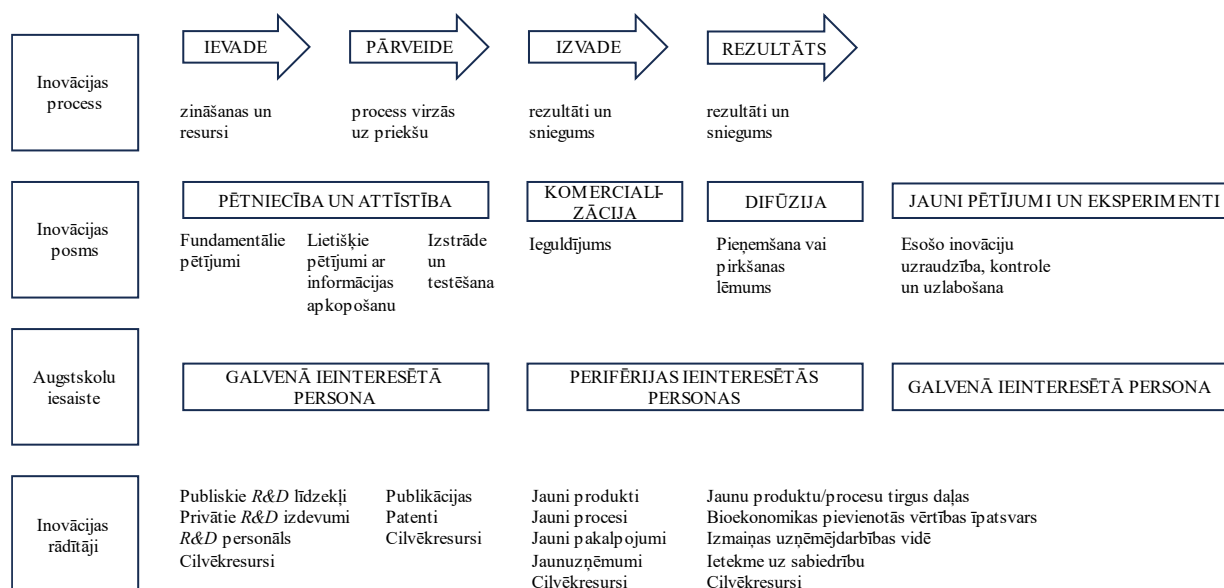 Inovācijas
process
IEVADE
PĀRVEIDE
IZVADE
REZULTĀTS
zināšanas un
resursi
process virzās
uz priekšu
rezultāti un
sniegums
rezultāti un
sniegums
Inovācijas
posms
PĒTNIECĪBA UN ATTĪSTĪBA
KOMERCIALI-
ZĀCIJA
DIFŪZIJA
JAUNI PĒTĪJUMI UN EKSPERIMENTI
Fundamentālie
pētījumi
Lietišķie
pētījumi ar
informācijas
apkopošanu
Izstrāde
un
testēšana
Ieguldījums
Pieņemšana vai
pirkšanas
lēmums
Esošo inovāciju
uzraudzība, kontrole
un uzlabošana
Augstskolu
iesaiste
GALVENĀ IEINTERESĒTĀ
PERSONA
PERIFĒRIJAS IEINTERESĒTĀS
PERSONAS
GALVENĀ IEINTERESĒTĀ PERSONA
Inovācijas
rādītāji
Publiskie R&D līdzekļi
Privātie R&D izdevumi
R&D personāls
Cilvēkresursi
Publikācijas
Patenti
Cilvēkresursi
Jauni produkti
Jauni procesi
Jauni pakalpojumi
Jaunuzņēmumi
Cilvēkresursi
Jaunu produktu/procesu tirgus daļas
Bioekonomikas pievienotās vērtības īpatsvars
Izmaiņas uzņēmējdarbības vidē
Ietekme uz sabiedrību
Cilvēkresursi